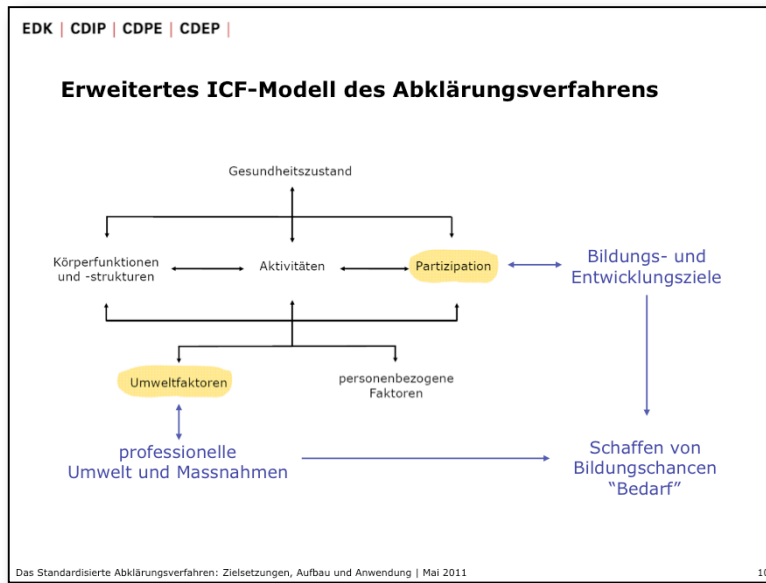 EDK | CDIP | CDPE | CDEP |
Erweitertes ICF-Modell des Abklärungsverfahrens
Gesundheitszustand
Körperfunktionen
und -strukturen
Aktivitäten
Partizipation
Bildungs- und
Entwicklungsziele
Umweltfaktoren
personenbezogene
Faktoren
professionelle
Umwelt und Massnahmen
Schaffen von
Bildungschancen
“Bedarf”
Das Standardisierte Abklärungsverfahren: Zielsetzungen, Aufbau und Anwendung | Mai 2011
10